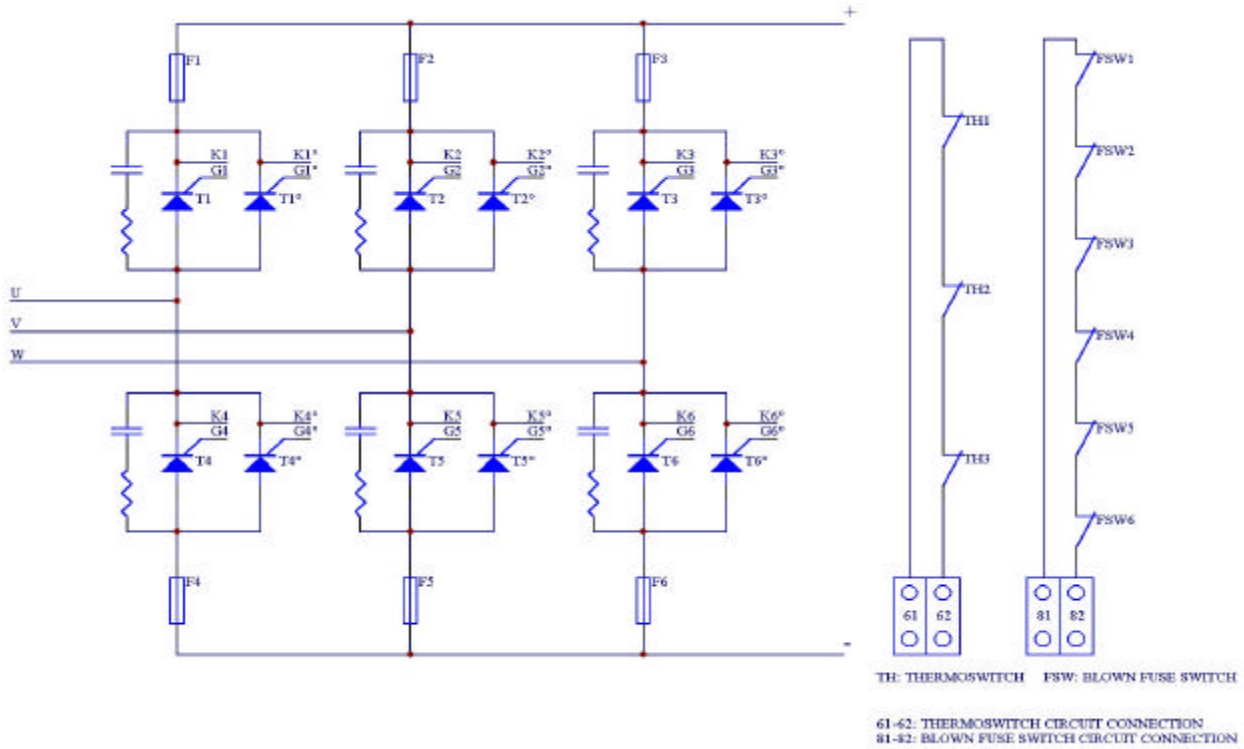 +
F1
F2
F3
FSW1
TH1
FSW2
K1
K1*
K2
K2*
K3
K3*
G1
G1*
G2
G2*
G3
G3*
T1
T1*
T2
T2*
T3
T3*
FSW3
U
TH2
V
FSW4
W
K4
K4*
K5
K5*
K6
K6*
G4
G4*
G5
G5*
G6
G6*
FSW5
T4
T4*
T5
T5*
T6
T6*
TH3
FSW6
F4
F5
F6
61
62
81
82
-
TH: THERMOSWITCH
FSW: BLOWN FUSE SWITCH
61-62: THERMOSWITCH CIRCUIT CONNECTION
81-82: BLOWN FUSE SWITCH CIRCUIT CONNECTION